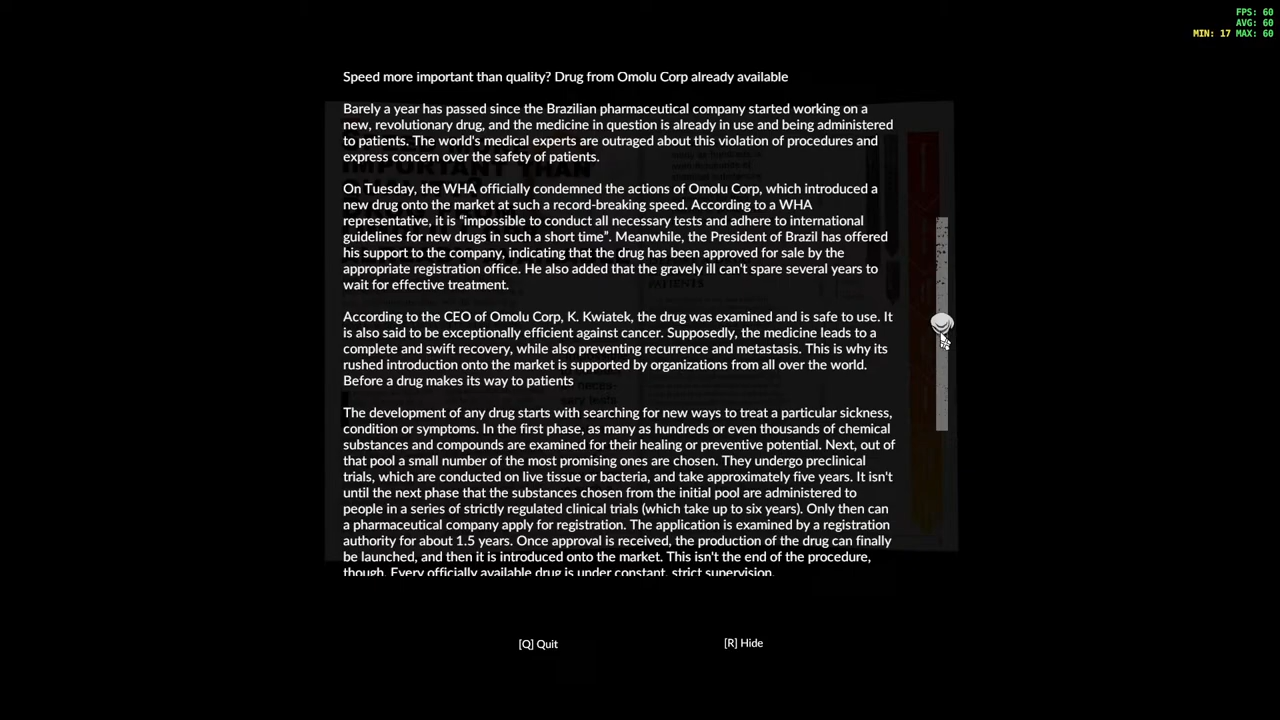 FPS: 60
AVG: 60
MIN: 17 MAX: 60
Speed more important than quality? Drug from Omolu Corp already available
Barely a year has passed since the Brazilian pharmaceutical company started working on a
new, revolutionary drug, and the medicine in question is already in use and being administered
to patients. The world's medical experts are outraged about this violation of procedures and
express concern over the safety of patients.
On Tuesday, the WHA officially condemned the actions of Omolu Corp, which introduced a
new drug onto the market at such a record-breaking speed. According to a WHA
representative, it is “impossible to conduct all necessary tests and adhere to international
guidelines for new drugs in such a short time”. Meanwhile, the President of Brazil has offered
his support to the company, indicating that the drug has been approved for sale by the
appropriate registration office. He also added that the gravely ill can't spare several years to
wait for effective treatment.
According to the CEO of Omolu Corp, K. Kwiatek, the drug was examined and is safe to use. It
is also said to be exceptionally efficient against cancer. Supposedly, the medicine leads to a
complete and swift recovery, while also preventing recurrence and metastasis. This is why its
rushed introduction onto the market is supported by organizations from all over the world.
Before a drug makes its way to patients
The development of any drug starts with searching for new ways to treat a particular sickness,
condition or symptoms. In the first phase, as many as hundreds or even thousands of chemical
substances and compounds are examined for their healing or preventive potential. Next, out of
that pool a small number of the most promising ones are chosen. They undergo preclinical
trials, which are conducted on live tissue or bacteria, and take approximately five years. It isn't
until the next phase that the substances chosen from the initial pool are administered to
people in a series of strictly regulated clinical trials (which take up to six years). Only then can
a pharmaceutical company apply for registration. The application is examined by a registration
authority for about 1.5 years. Once approval is received, the production of the drug can finally
be launched, and then it is introduced onto the market. This isn't the end of the procedure,
though. Every officially available drug is under constant, strict supervision.
[Q] Quit
[R] Hide